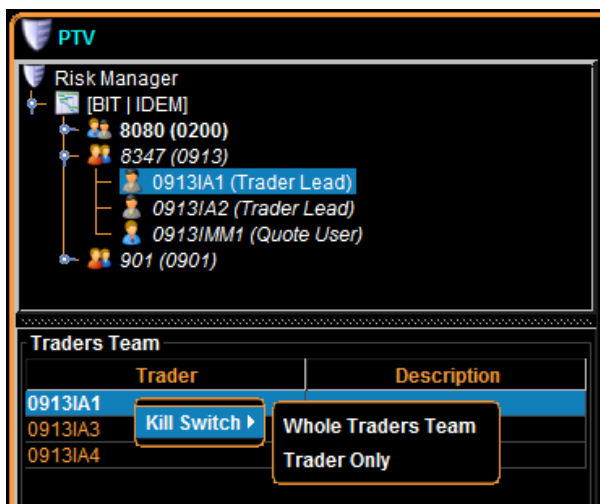 PTV
Risk Manager
[BIT | IDEM]
8080 (0200)
8347 (0913)
0913IA1 (Trader Lead)
0913IA2 (Trader Lead)
0913IMM1 (Quote User)
901 (0901)
Traders Team
Trader Description
0913IA1
Kill Switch
Whole Traders Team
0913IA3
Trader Only
0913IA4